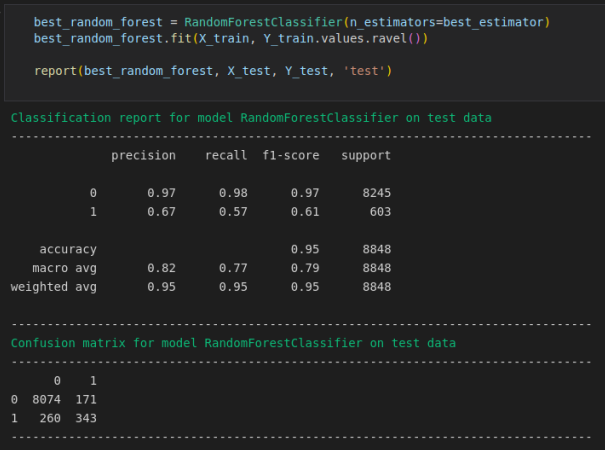 best_random_forest = RandomForestClassifier(n_estimators=best_estimator)
best_random_forest.fit(X_train, Y_train.values.ravel())
report(best_random_forest, X_test, Y_test, 'test')
Classification report for model RandomForestClassifier on test data
--------------------------------------------------------------------------------
              precision    recall  f1-score   support
           0       0.97      0.98      0.97      8245
           1       0.67      0.57      0.61       603
    accuracy                           0.95      8848
   macro avg       0.82      0.77      0.79      8848
weighted avg       0.95      0.95      0.95      8848
--------------------------------------------------------------------------------
Confusion matrix for model RandomForestClassifier on test data
--------------------------------------------------------------------------------
      0    1
0  8074  171
1   260  343
--------------------------------------------------------------------------------